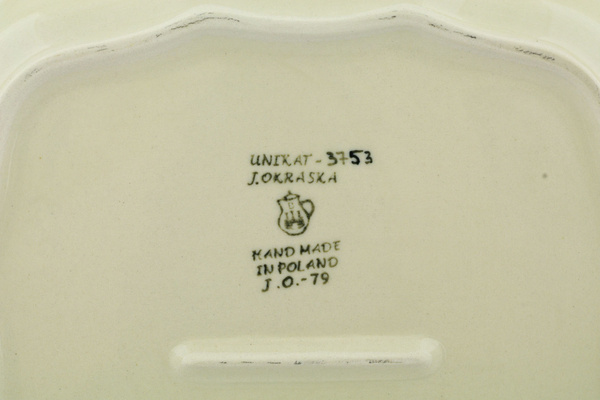 UNIKAT - 3753
J. OKRASKA
HAND MADE
IN POLAND
J.O.-79